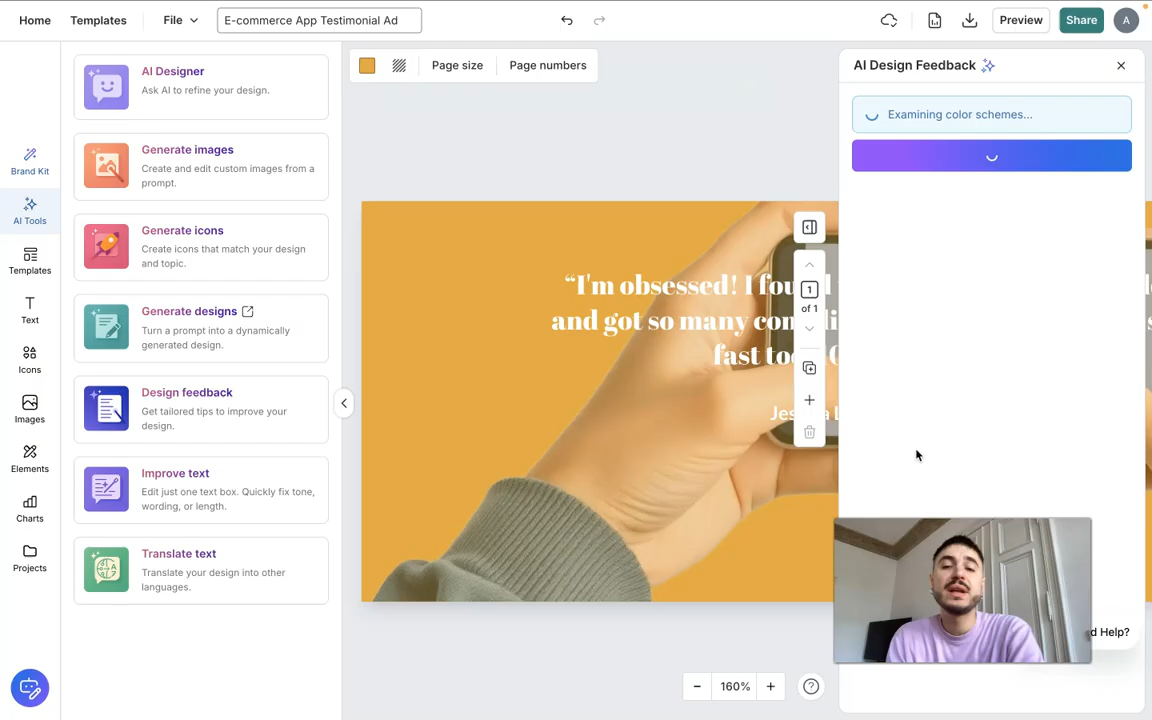 Home
Templates
File
E-commerce App Testimonial Ad
Preview
Share
A
Brand Kit
AI Tools
Templates
Text
Icons
Images
Elements
Charts
Projects
AI Designer
Ask AI to refine your design.
Generate images
Create and edit custom images from a
prompt.
Generate icons
Create icons that match your design
and topic.
Generate designs
Turn a prompt into a dynamically
generated design.
Design feedback
Get tailored tips to improve your
design.
Improve text
Edit just one text box. Quickly fix tone,
wording, or length.
Translate text
Translate your design into other
languages.
Page size
Page numbers
“I'm obsessed! I fou
and got so many com
fast too
Jes
1
of 1
160%
AI Design Feedback
Examining color schemes...
d Help?